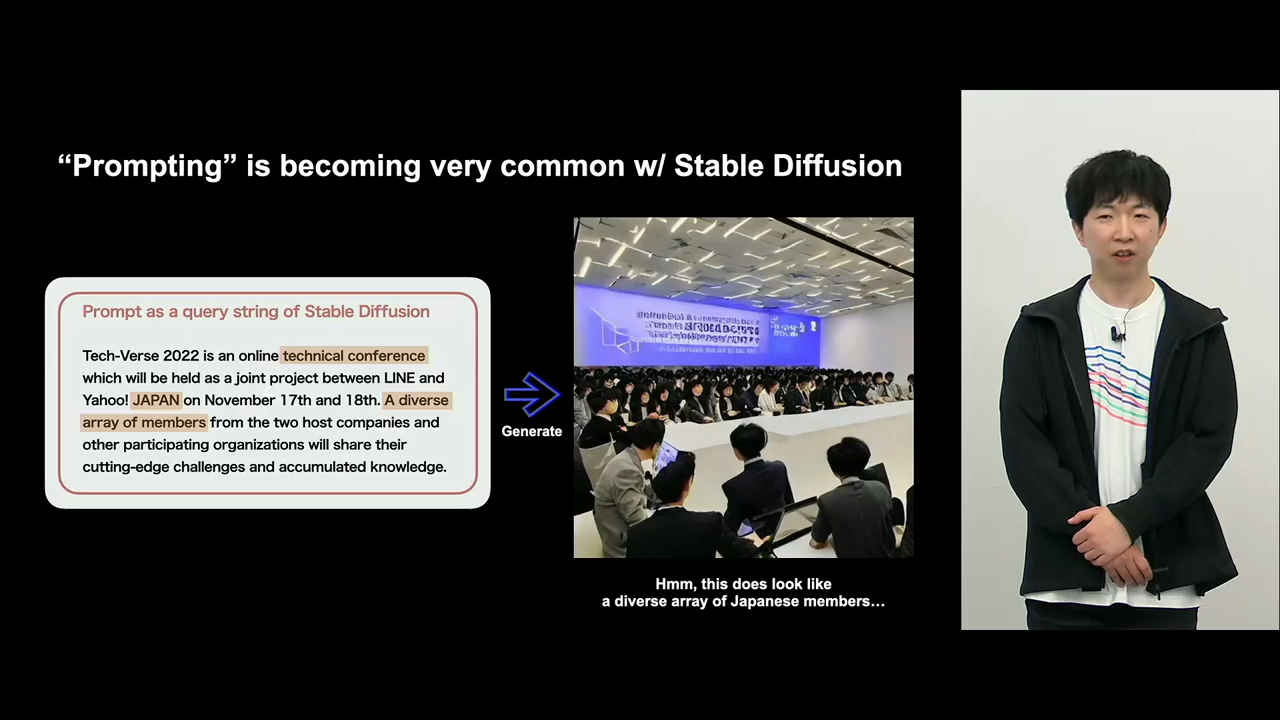 “Prompting” is becoming very common w/ Stable Diffusion
Prompt as a query string of Stable Diffusion
Tech-Verse 2022 is an online technical conference
which will be held as a joint project between LINE and
Yahoo! JAPAN on November 17th and 18th. A diverse
array of members from the two host companies and
other participating organizations will share their
cutting-edge challenges and accumulated knowledge.
Generate
Hmm, this does look like
a diverse array of Japanese members…